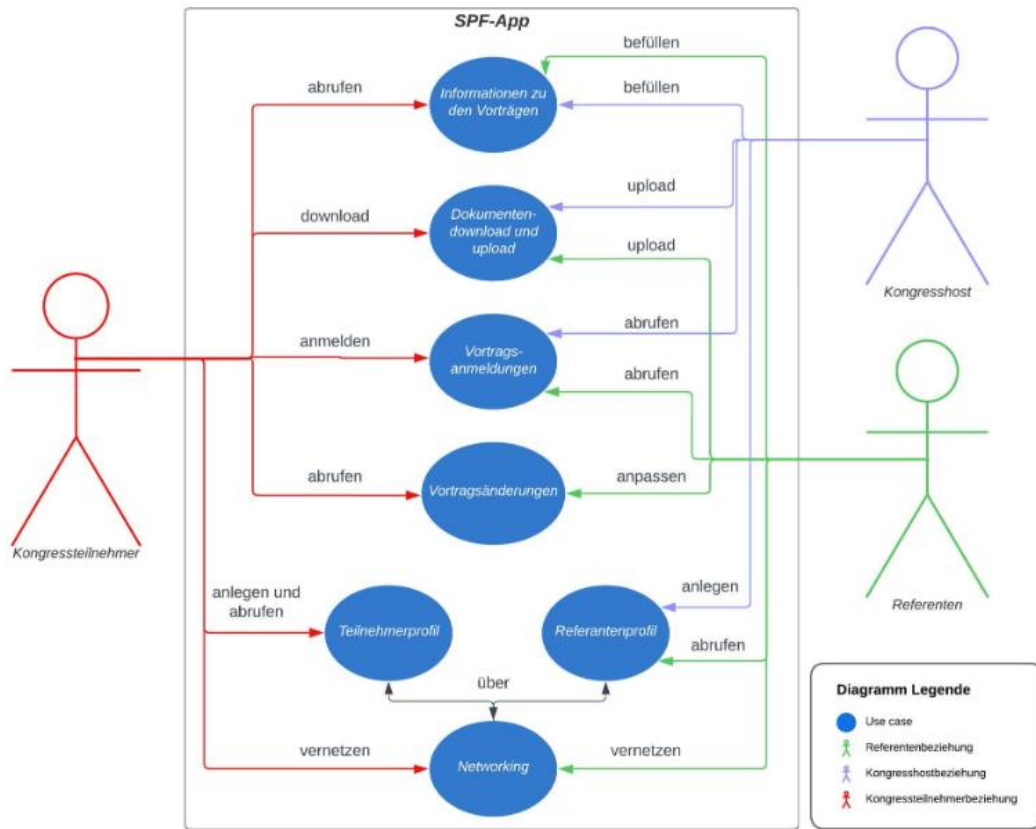 SPF-App
befüllen
abrufen
Informationen zu
den Vorträgen
befüllen
download
Dokumenten-
download und
upload
upload
upload
Kongresshost
anmelden
Vortrags-
anmeldungen
abrufen
abrufen
abrufen
Vortragsänderungen
anpassen
Kongressteilnehmer
Referenten
anlegen und
abrufen
Teilnehmerprofil
Referantenprofil
anlegen
abrufen
über
vernetzen
Networking
vernetzen
Diagramm Legende
Use case
Referentenbeziehung
Kongresshostbeziehung
Kongressteilnehmerbeziehung